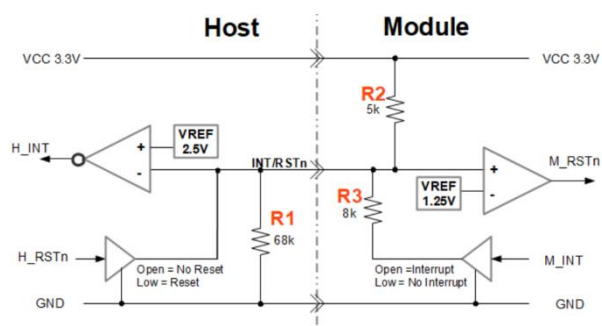 Host Module
VCC 3.3V VCC 3.3V
R2
5k
H_INT
+
VREF
2.5V
-
INT/RSTn
+
M_RSTn
VREF
1.25V
-
R3
8k
R1
68k
H_RSTn
Open = No Reset
Low = Reset
Open =Interrupt
Low = No Interrupt
M_INT
GND GND